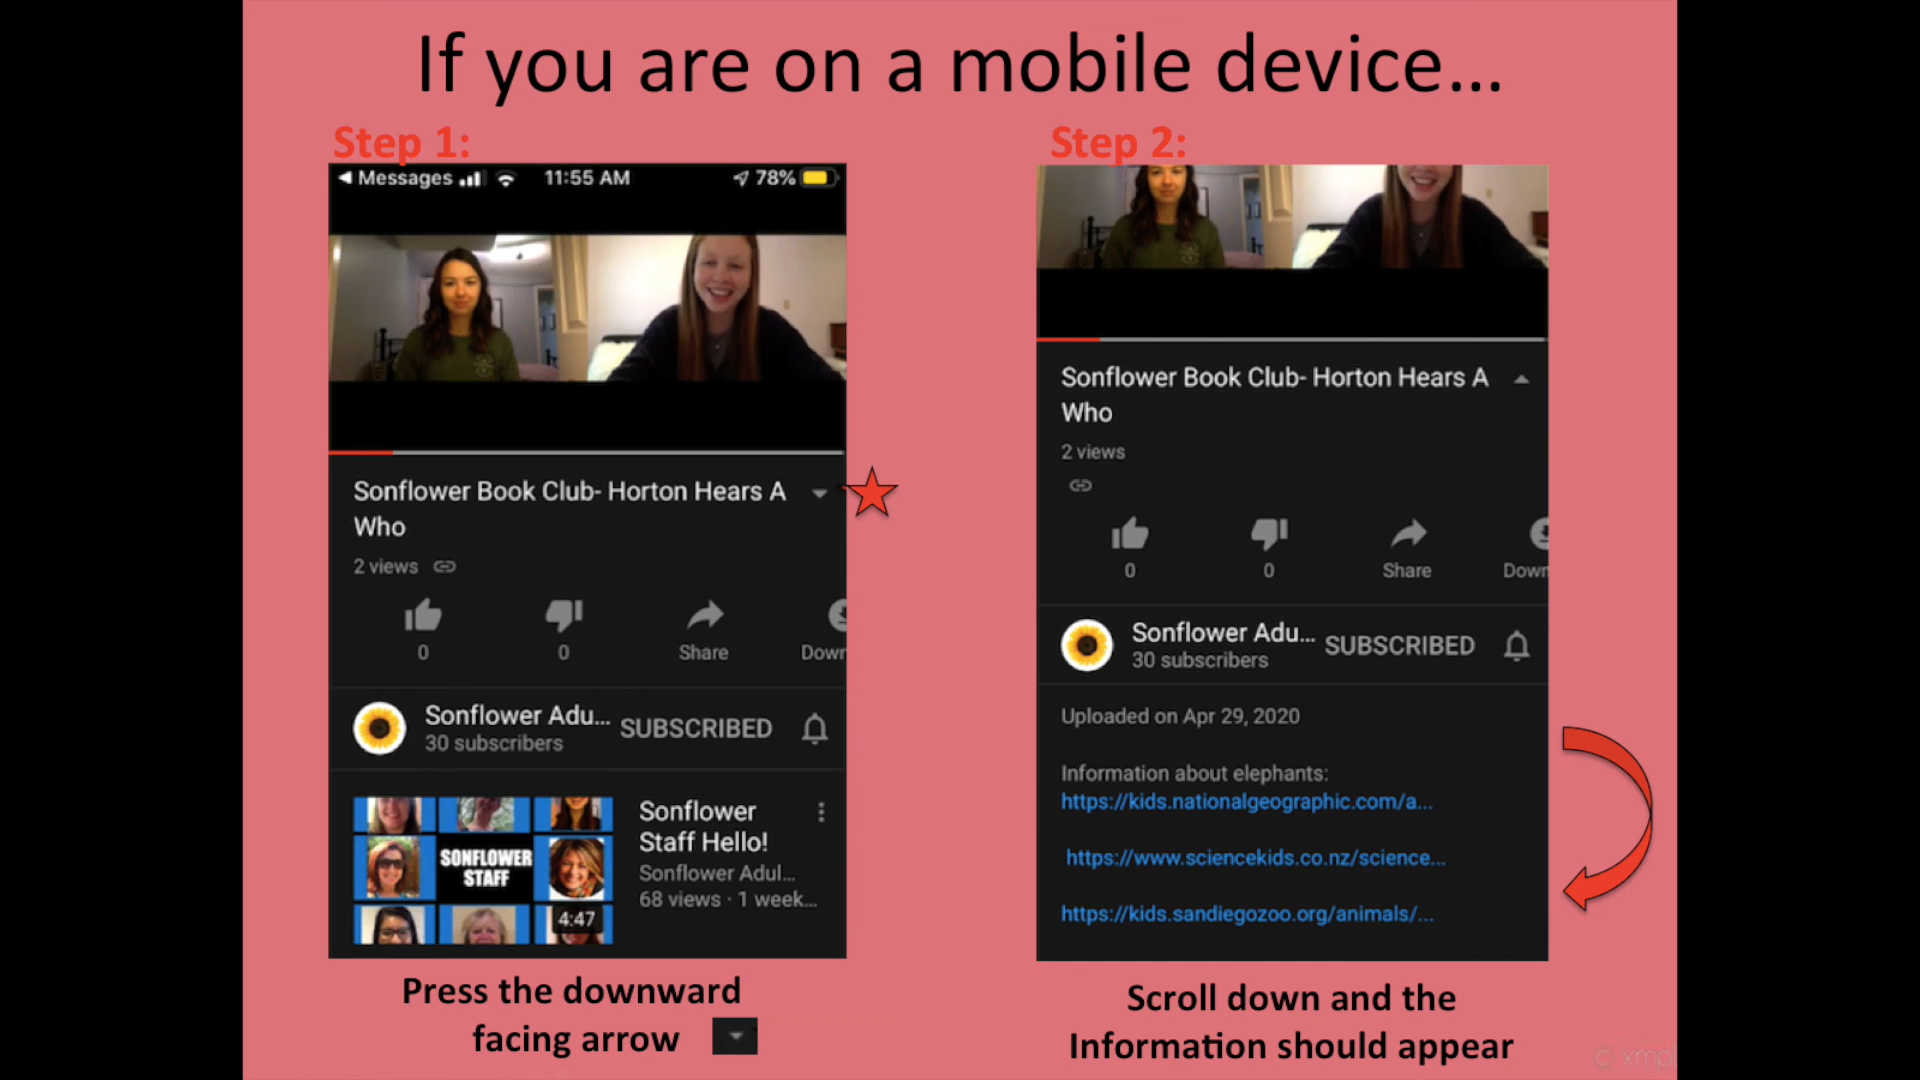 If you are on a mobile device...
Step 1:
Messages 11:55 AM 78%
Sonflower Book Club- Horton Hears A
Who
2 views
0 0 Share Down
Sonflower Adu... SUBSCRIBED
30 subscribers
SONFLOWER
STAFF
4:47
Sonflower
Staff Hello!
Sonflower Adul...
68 views · 1 week...
Press the downward
facing arrow
Step 2:
Sonflower Book Club- Horton Hears A
Who
2 views
0 0 Share Down
Sonflower Adu... SUBSCRIBED
30 subscribers
Uploaded on Apr 29, 2020
Information about elephants:
https://kids.nationalgeographic.com/a...
https://www.sciencekids.co.nz/science...
https://kids.sandiegozoo.org/animals/...
Scroll down and the
Information should appear